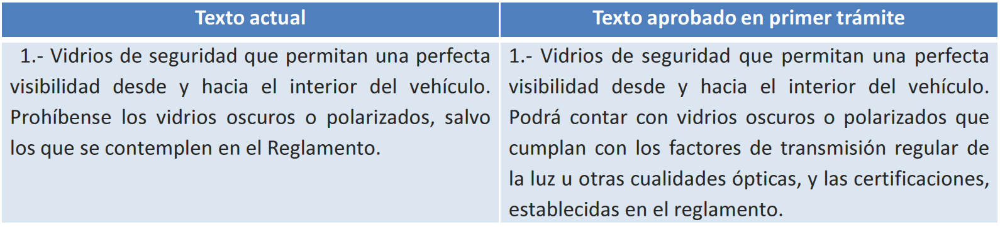 Texto actual
Texto aprobado en primer trámite
1.- Vidrios de seguridad que permitan una perfecta
visibilidad desde y hacia el interior del vehículo.
Prohíbense los vidrios oscuros o polarizados, salvo
los que se contemplen en el Reglamento.
1.- Vidrios de seguridad que permitan una perfecta
visibilidad desde y hacia el interior del vehículo.
Podrá contar con vidrios oscuros o polarizados que
cumplan con los factores de transmisión regular de
la luz u otras cualidades ópticas, y las certificaciones,
establecidas en el reglamento.